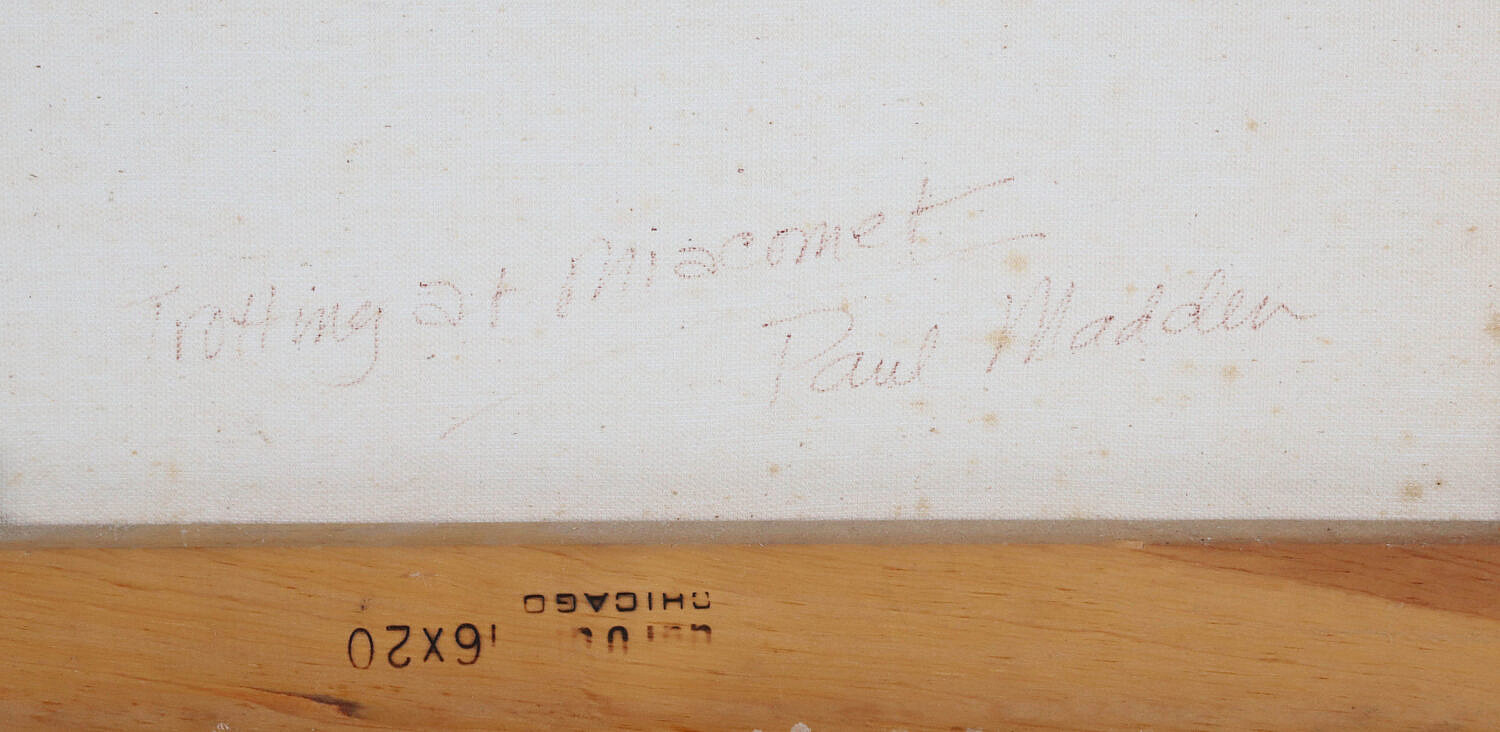 Trotting at Miacomet
Paul Madden
16X20
CHICAGO